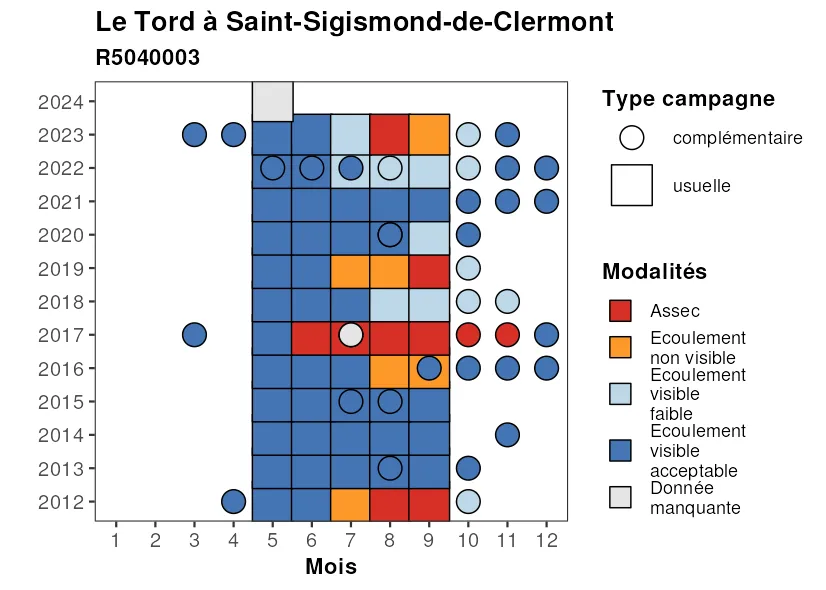 Le Tord à Saint-Sigismond-de-Clermont
R5040003
2024
2023
2022
2021
2020
2019
2018
2017
2016
2015
2014
2013
2012
1 2 3 4 5 6 7 8 9 10 11 12
Mois
Type campagne
complémentaire
usuelle
Modalités
Assec
Ecoulement
non visible
Ecoulement
visible
faible
Ecoulement
visible
acceptable
Donnée
manquante